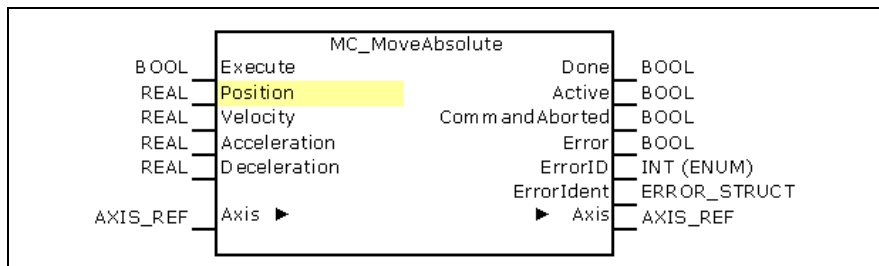 MC_MoveAbsolute
BOOL Execute Done BOOL
REAL Position Active BOOL
REAL Velocity CommandAborted BOOL
REAL Acceleration Error BOOL
REAL Deceleration ErrorID INT (ENUM)
ErrorIdent ERROR_STRUCT
AXIS_REF Axis ► ► Axis AXIS_REF